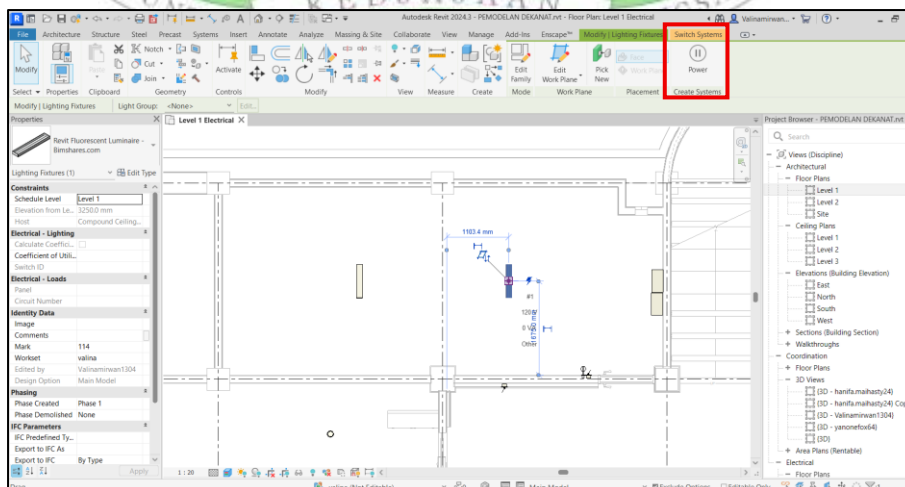 KEDJAJAAN
Autodesk Revit 2024.3 - PEMODELAN DEKANAT.rvt - Floor Plan: Level 1 Electrical
Valinamirwan...
File Architecture Structure Steel Precast Systems Insert Annotate Analyze Massing & Site Collaborate View Manage Add-Ins Enscape™ Modify | Lighting Fixtures Switch Systems
Modify Properties Notch Cut Join Activate Edit Family Edit Work Plane Pick New Power
Select Properties Clipboard Geometry Controls Modify View Measure Create Mode Work Plane Placement Create Systems
Modify | Lighting Fixtures Light Group: <None> Edit...
Properties
Level 1 Electrical
Revit Fluorescent Luminaire - Bimshares.com
Lighting Fixtures (1) Edit Type
Constraints
Schedule Level Level 1
Elevation from Le... 3250.0 mm
Host Compound Ceiling...
Electrical - Lighting
Calculate Coeffici...
Coefficient of Utili...
Switch ID
Electrical - Loads
Panel
Circuit Number
Identity Data
Image
Comments
Mark 114
Workset valina
Edited by Valinamirwan1304
Design Option Main Model
Phasing
Phase Created Phase 1
Phase Demolished None
IFC Parameters
IFC Predefined Ty...
Export to IFC
Export to IFC As
IFC By Type
Apply
1183.4 mm
#1
0 V
1 : 20
Project Browser - PEMODELAN DEKANAT.rvt
Search
Views (Discipline)
Architectural
Floor Plans
Level 1
Level 2
Site
Ceiling Plans
Level 1
Level 2
Level 3
Elevations (Building Elevation)
East
North
South
West
Sections (Building Section)
Walkthroughs
Coordination
Floor Plans
3D Views
(3D - hanifa.maihasty24)
(3D - hanifa.maihasty24) Cop
(3D - Valinamirwan1304)
(3D - yanonefox64)
{3D}
Area Plans (Rentable)
Electrical
Floor Plans